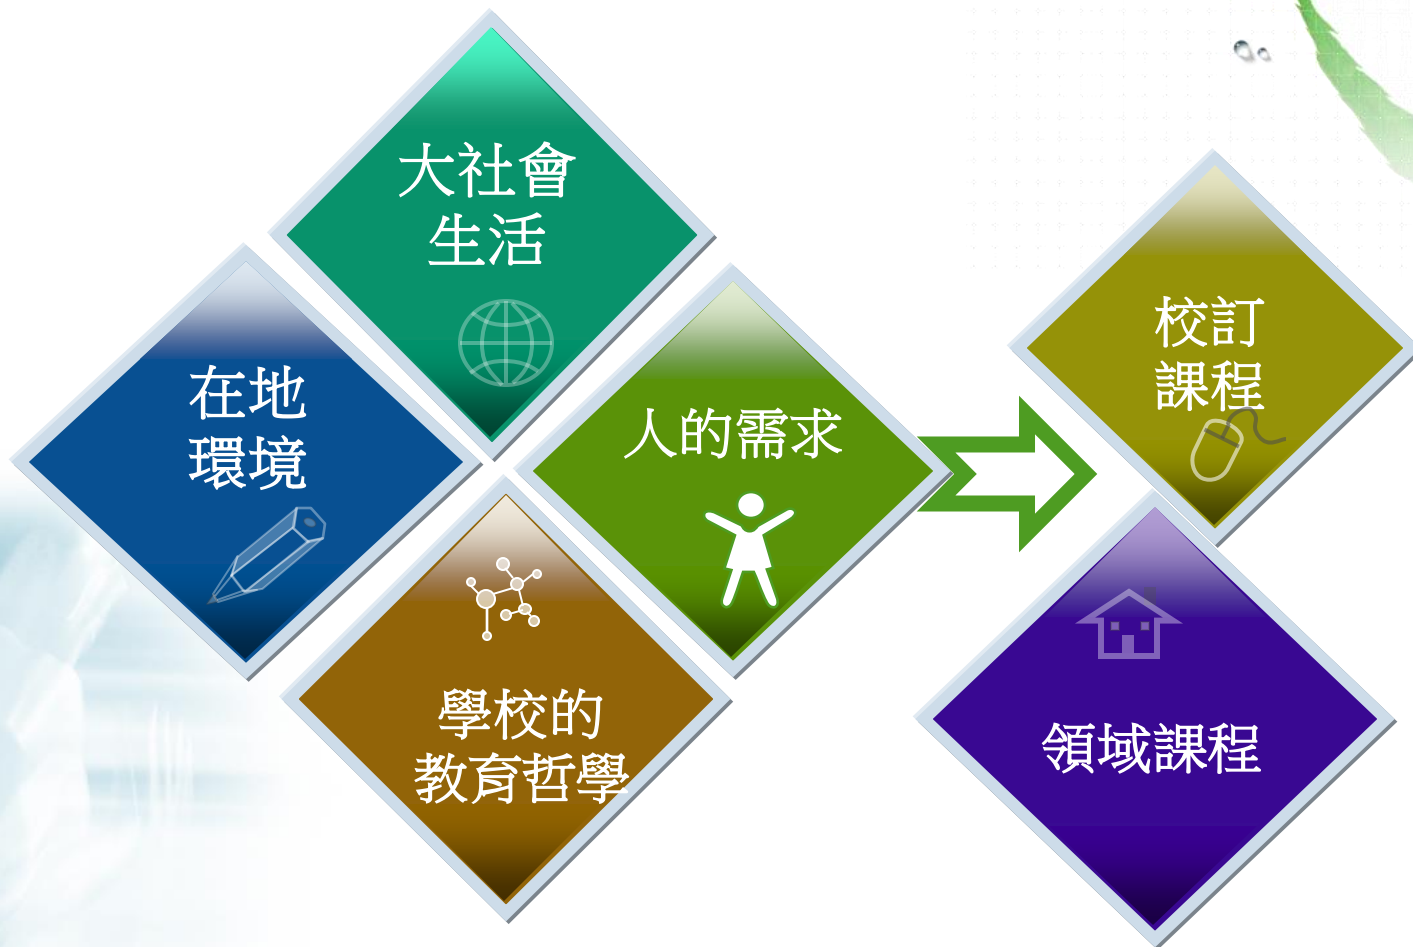 大社會
生活
在地
環境
人的需求
學校的
教育哲學
校訂
課程
領域課程